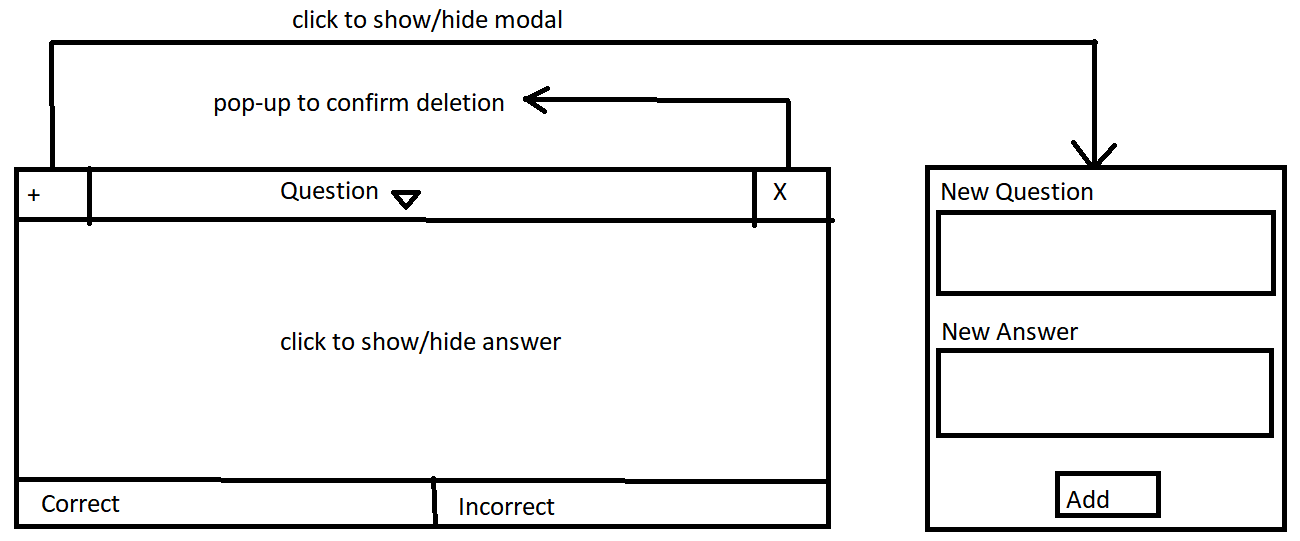 click to show/hide modal
pop-up to confirm deletion
+
Question
X
click to show/hide answer
Correct
Incorrect
New Question
New Answer
Add